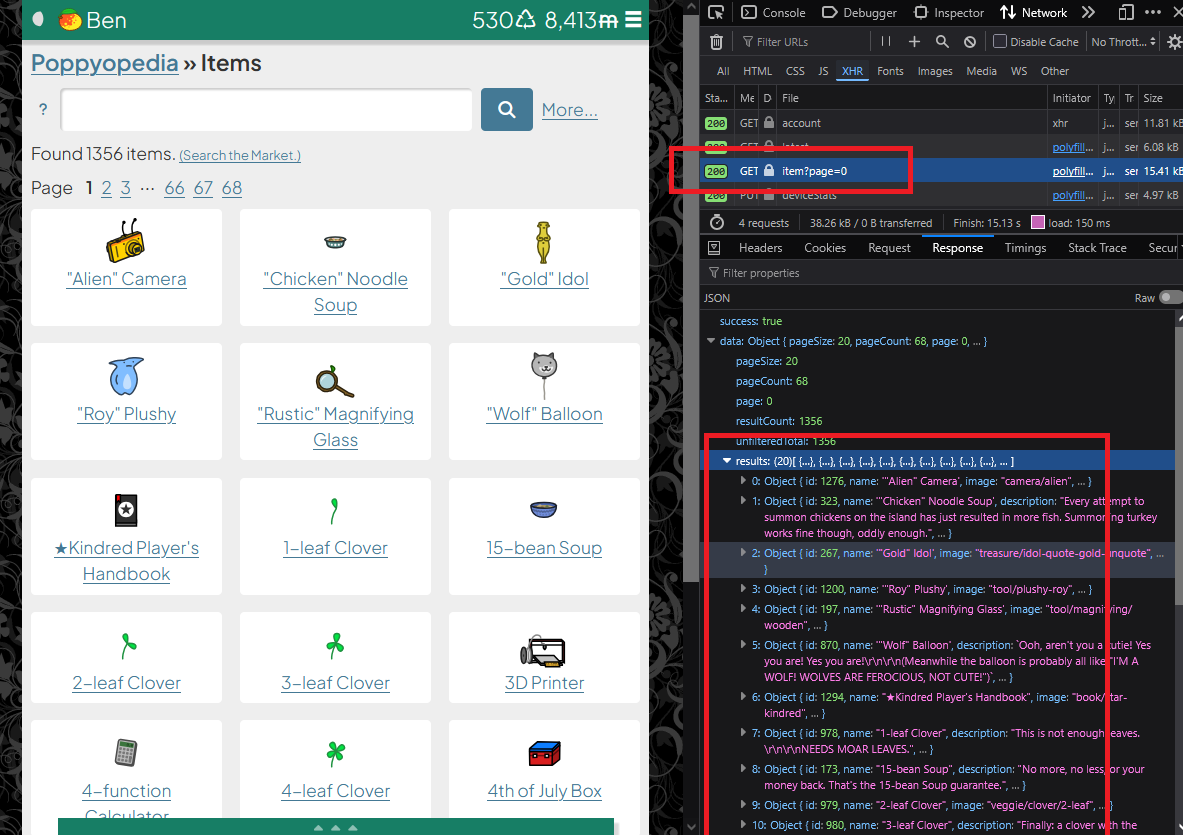 Ben
530 8,413
Poppyopedia » Items
?
More...
Found 1356 items. (Search the Market.)
Page 1 2 3 ... 66 67 68
"Alien" Camera
"Chicken" Noodle
Soup
"Gold" Idol
"Roy" Plushy
"Rustic" Magnifying
Glass
"Wolf" Balloon
★Kindred Player's
Handbook
1-leaf Clover
15-bean Soup
2-leaf Clover
3-leaf Clover
3D Printer
4-function
Calculator
4-leaf Clover
4th of July Box
Console Debugger Inspector Network
Filter URLs Disable Cache No Thrott...
All HTML CSS JS XHR Fonts Images Media WS Other
Sta... Me D File Initiator Ty Tr Size
200 GET account xhr j... ser 11.81 kB
200 GET latest polyfill... j... ser 6.08 kB
200 GET item?page=0 polyfill... j... ser 15.41 kB
200 PUT deviceStats polyfill... j... ser 4.97 kB
4 requests 38.26 kB / 0 B transferred Finish: 15.13 s load: 150 ms
Headers Cookies Request Response Timings Stack Trace Secur
Filter properties
JSON Raw
success: true
data: Object { pageSize: 20, pageCount: 68, page: 0, ... }
pageSize: 20
pageCount: 68
page: 0
resultCount: 1356
unfilteredTotal: 1356
results: (20)[ {...}, {...}, {...}, {...}, {...}, {...}, {...}, {...}, {...}, {...}, ... ]
0: Object { id: 1276, name: '"Alien" Camera', image: "camera/alien", ... }
1: Object { id: 323, name: '"Chicken" Noodle Soup', description: "Every attempt to
summon chickens on the island has just resulted in more fish. Summoning turkey
works fine though, oddly enough.", ... }
2: Object { id: 267, name: '"Gold" Idol', image: "treasure/idol-quote-gold-unquote", ...
}
3: Object { id: 1200, name: '"Roy" Plushy', image: "tool/plushy-roy", ... }
4: Object { id: 197, name: '"Rustic" Magnifying Glass', image: "tool/magnifying/
wooden", ... }
5: Object { id: 870, name: '"Wolf" Balloon', description: `Ooh, aren't you a cutie! Yes
you are! Yes you are!\r\n\r\n(Meanwhile the balloon is probably all like "I'M A
WOLF! WOLVES ARE FEROCIOUS, NOT CUTE!")`, ... }
6: Object { id: 1294, name: "★Kindred Player's Handbook", image: "book/star-
kindred", ... }
7: Object { id: 978, name: "1-leaf Clover", description: "This is not enough leaves.
\r\n\r\nNEEDS MOAR LEAVES.", ... }
8: Object { id: 173, name: "15-bean Soup", description: "No more, no less, or your
money back. That's the 15-bean Soup guarantee.", ... }
9: Object { id: 979, name: "2-leaf Clover", image: "veggie/clover/2-leaf", ... }
10: Object { id: 980, name: "3-leaf Clover", description: "Finally: a clover with the